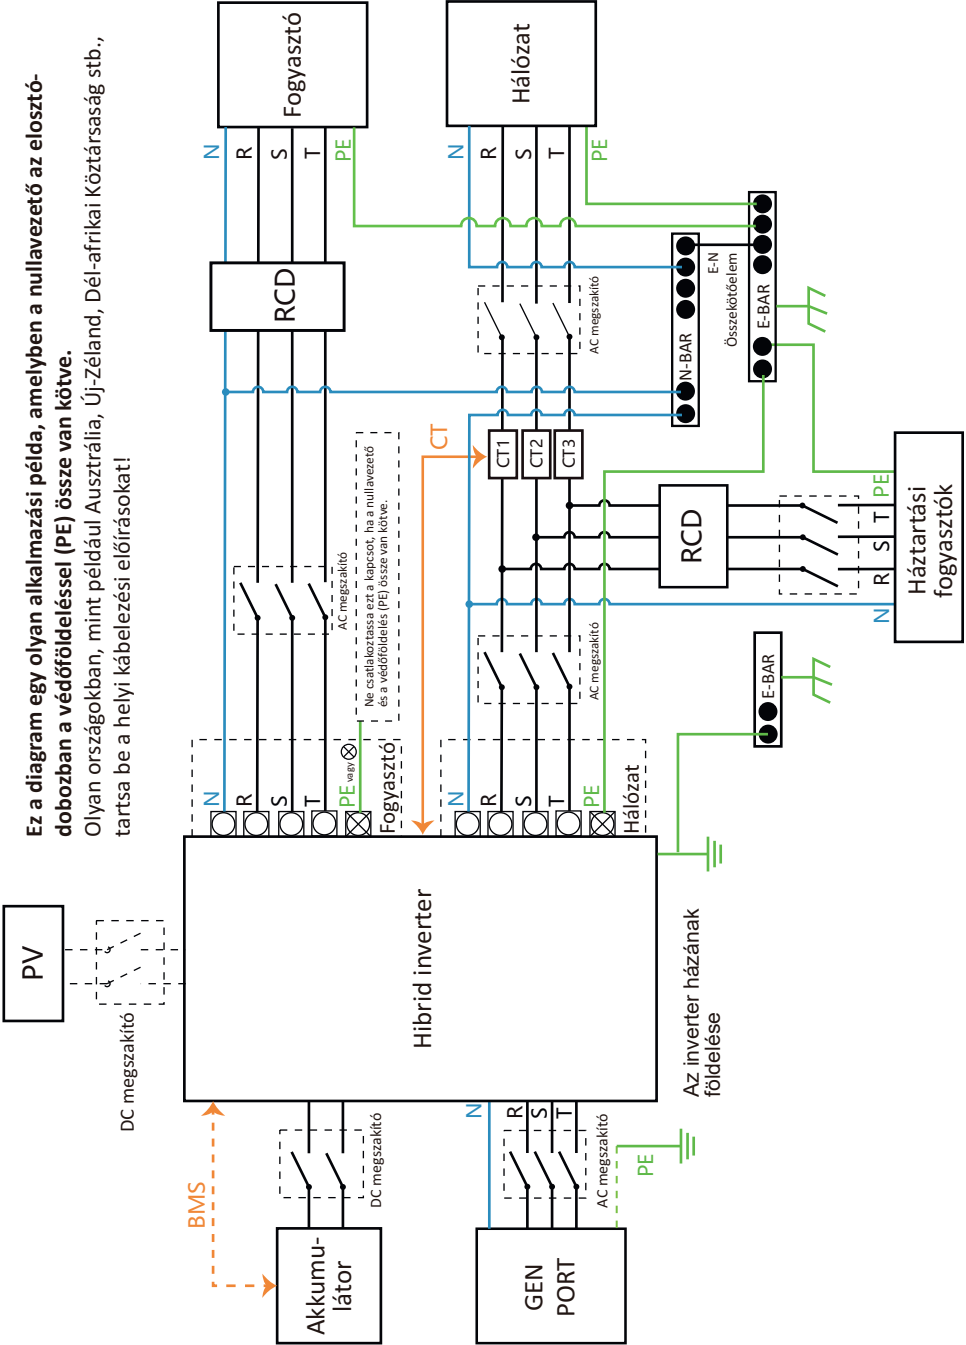 Ez a diagram egy olyan alkalmazási példa, amelyben a nullavezető az elosztó-
dobozban a védőföldeléssel (PE) össze van kötve.
Olyan országokban, mint például Ausztrália, Új-Zéland, Dél-afrikai Köztársaság stb.,
tartsa be a helyi kábelezési előírásokat!
PV
DC megszakító
BMS
Akkumu-
látor
DC megszakító
Hibrid inverter
N
R
S
T
PE vagy
Fogyasztó
AC megszakító
Ne csatlakoztassa ezt a kapcsot, ha a nullavezető
és a védőföldelés (PE) össze van kötve.
RCD
N
R
S
T
PE
Fogyasztó
CT
N
R
S
T
PE
Hálózat
AC megszakító
CT1
CT2
CT3
AC megszakító
N
R
S
T
PE
Hálózat
N-BAR
E-N
Összekötőelem
E-BAR
RCD
N
R
S
T
PE
Háztartási
fogyasztók
E-BAR
Az inverter házának
földelése
GEN
PORT
N
R
S
T
AC megszakító
PE